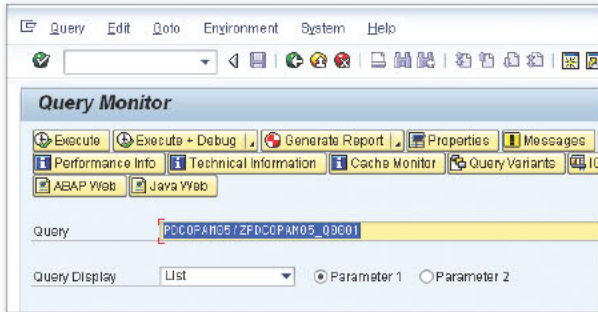 Query Edit Goto Environment System Help
Query Monitor
Execute Execute + Debug Generate Report Properties Messages
Performance Info Technical Information Cache Monitor Query Variants
ABAP Web Java Web
Query PDCOPAM05/ZPDCOPAM05_Q0001
Query Display List Parameter 1 Parameter 2